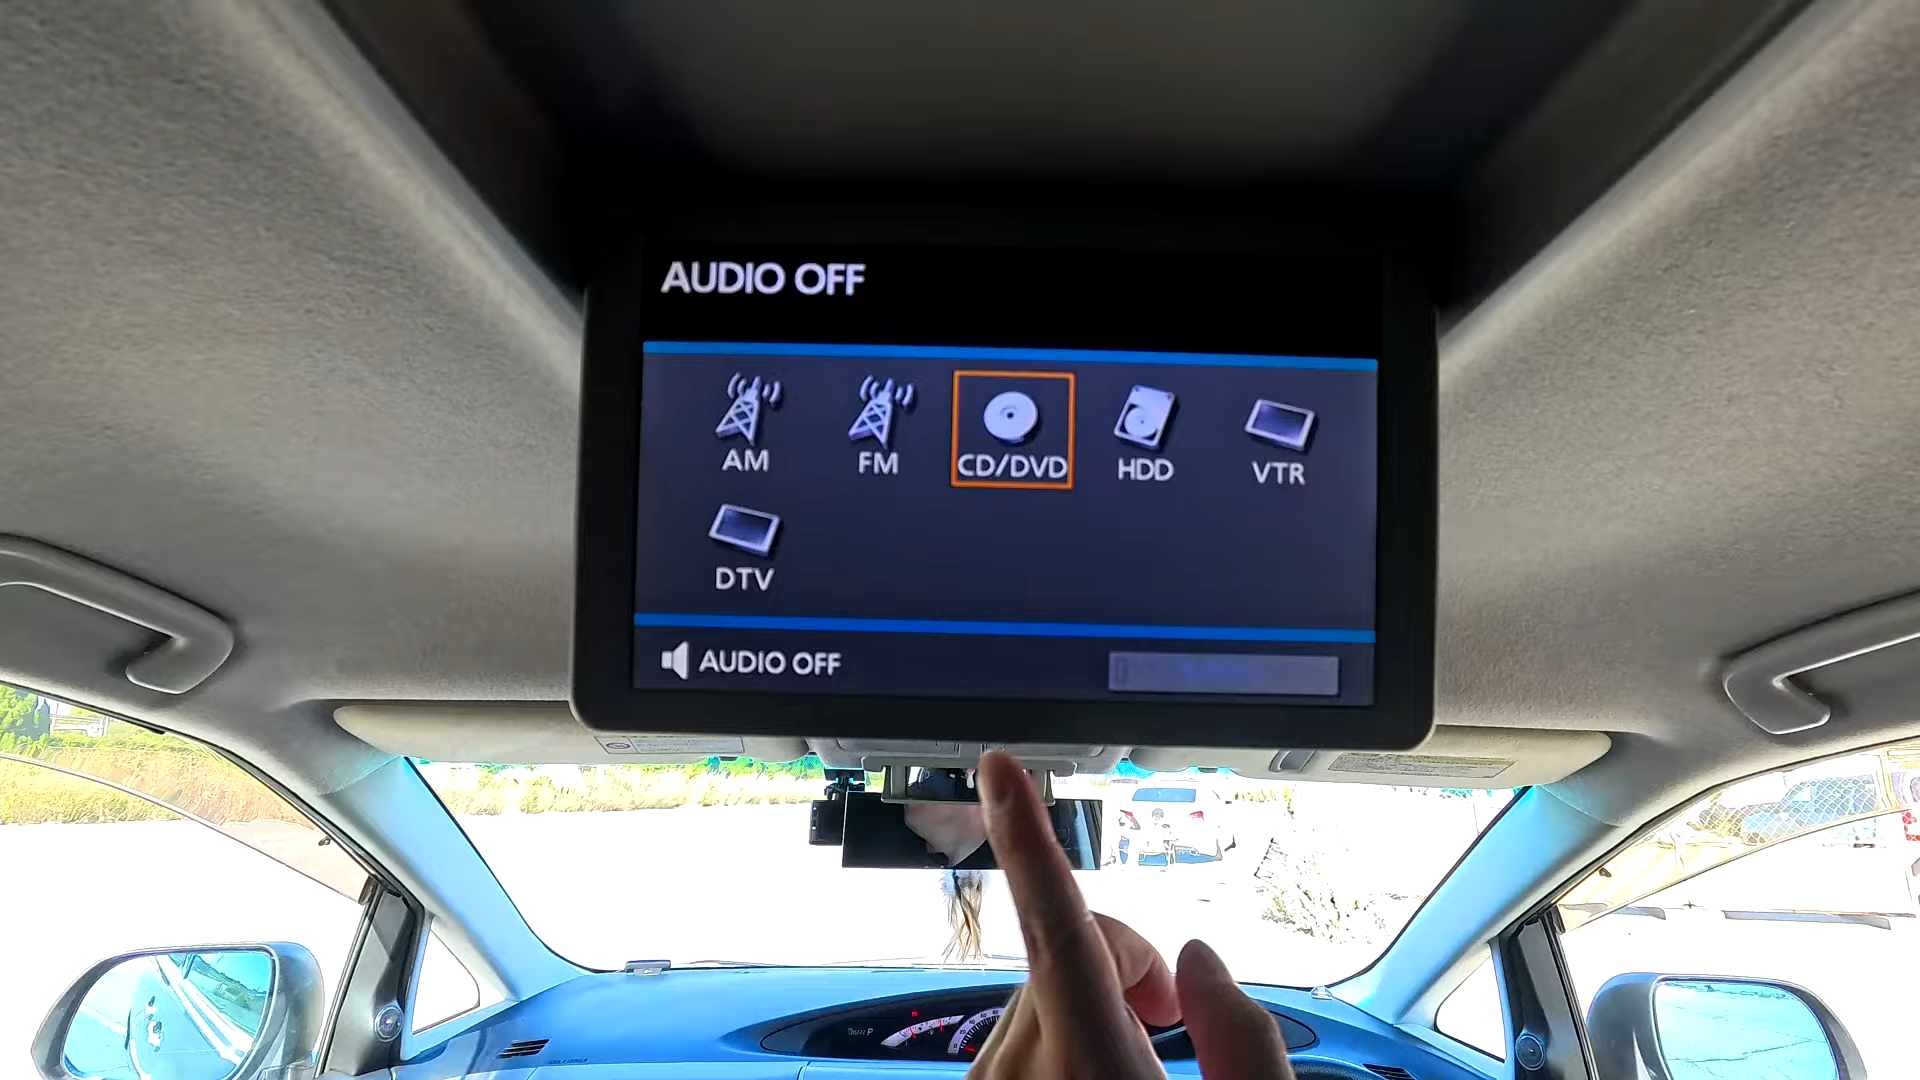 AUDIO OFF
AM
FM
CD/DVD
HDD
VTR
DTV
AUDIO OFF